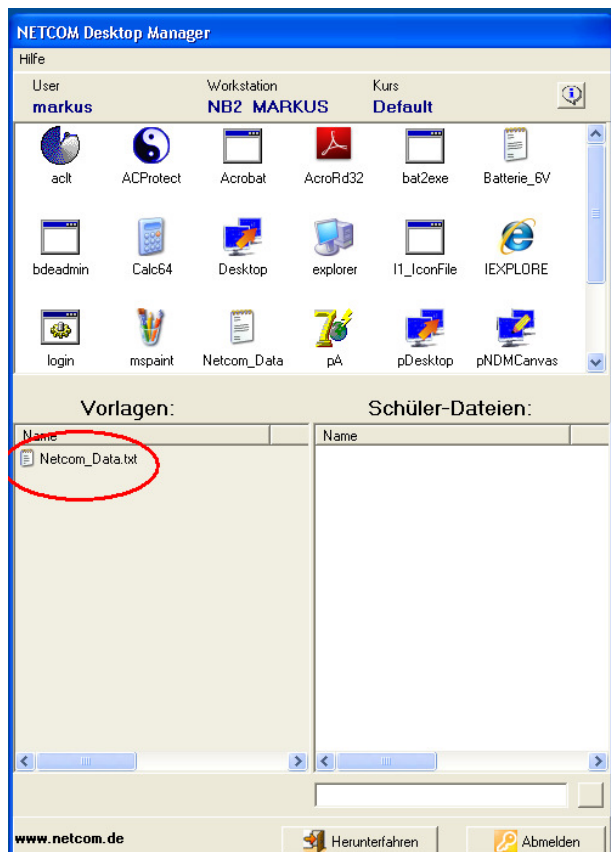 NETCOM Desktop Manager
Hilfe
User Workstation Kurs
markus NB2 MARKUS Default
aclt ACProtect Acrobat AcroRd32 bat2exe Batterie_6V
bdeadmin Calc64 Desktop explorer I1_IconFile IEXPLORE
login mspaint Netcom_Data pA pDesktop pNDMCanvas
Vorlagen: Schüler-Dateien:
Name Name
Netcom_Data.txt
www.netcom.de Herunterfahren Abmelden